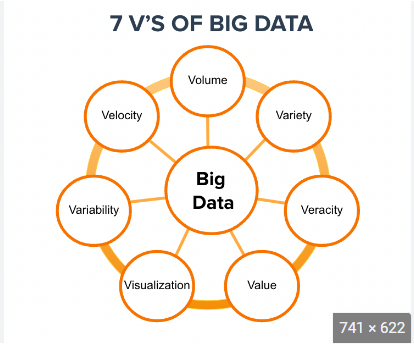 7 V'S OF BIG DATA
Volume
Velocity
Variety
Big
Data
Variability
Veracity
Visualization
Value
741 × 622